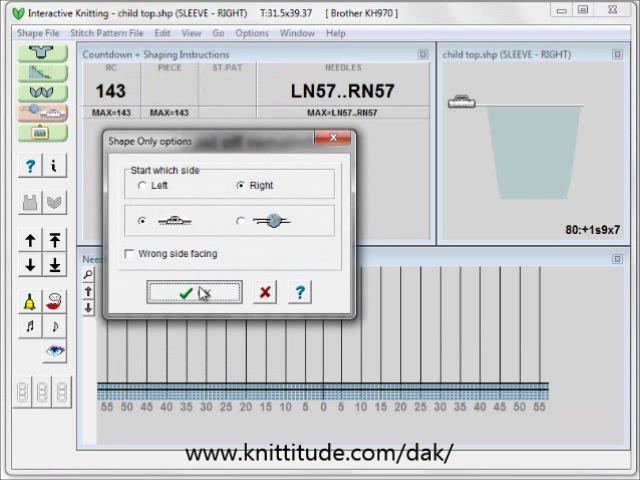 Interactive Knitting - child top.shp (SLEEVE - RIGHT) T:31.5x39.37 [ Brother KH970 ]
Shape File Stitch Pattern File Edit View Go Options Window Help
Countdown + Shaping Instructions
RC PIECE ST.PAT NEEDLES
143 LN57..RN57
MAX=143 MAX=143 MAX=LN57..RN57
child top.shp (SLEEVE - RIGHT)
80:+1s9x7
Shape Only options
Start which side
Left Right
Wrong side facing
?
? i
55 50 45 40 35 30 25 20 15 10 5 0 5 10 15 20 25 30 35 40 45 50 55
www.knittitude.com/dak/